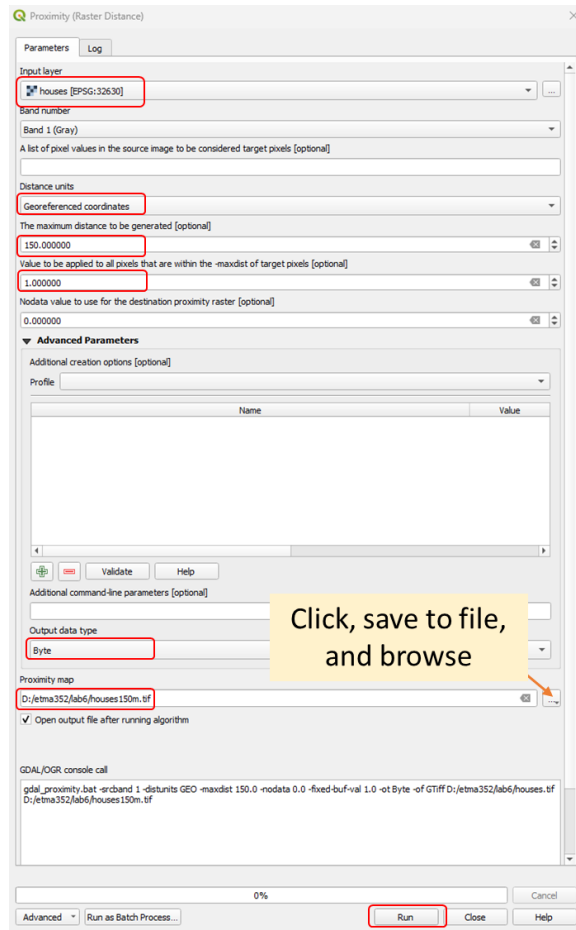 Proximity (Raster Distance)
Parameters
Log
Input layer
houses [EPSG:32630]
...
Band number
Band 1 (Gray)
A list of pixel values in the source image to be considered target pixels [optional]
Distance units
Georeferenced coordinates
The maximum distance to be generated [optional]
150.000000
Value to be applied to all pixels that are within the -maxdist of target pixels [optional]
1.000000
Nodata value to use for the destination proximity raster [optional]
0.000000
Advanced Parameters
Additional creation options [optional]
Profile
Name Value
Validate Help
Additional command-line parameters [optional]
Click, save to file,
and browse
Output data type
Byte
Proximity map
D:/etma352/lab6/houses150m.tif
...
Open output file after running algorithm
GDAL/OGR console call
gdal_proximity.bat -srcband 1 -distunits GEO -maxdist 150.0 -nodata 0.0 -fixed-buf-val 1.0 -ot Byte -of GTiff D:/etma352/lab6/houses.tif
D:/etma352/lab6/houses150m.tif
0%
Cancel
Advanced Run as Batch Process... Run Close Help